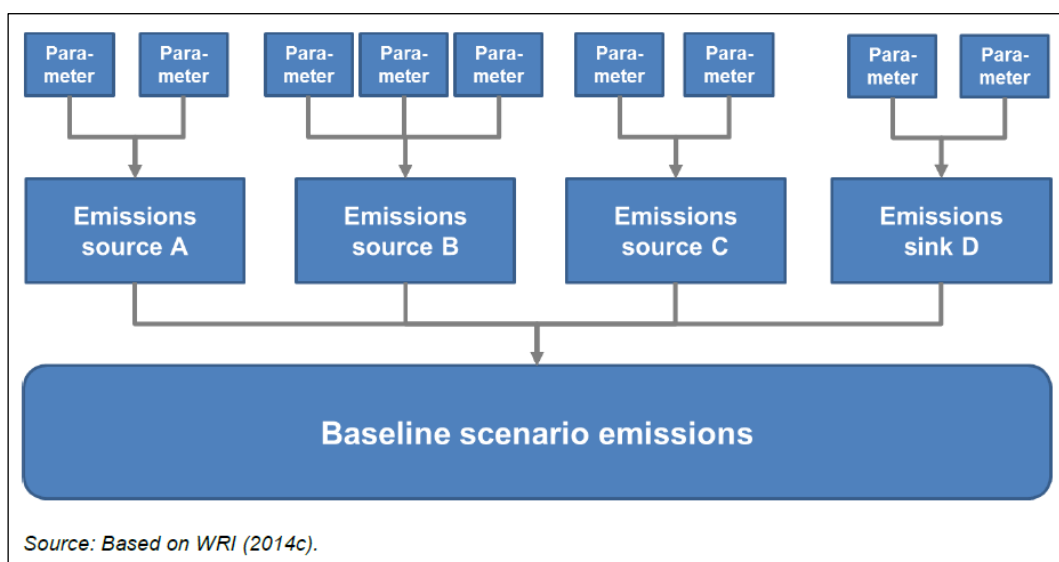 Para-
meter
Para-
meter
Para-
meter
Para-
meter
Para-
meter
Para-
meter
Para-
meter
Para-
meter
Para-
meter
Emissions
source A
Emissions
source B
Emissions
source C
Emissions
sink D
Baseline scenario emissions
Source: Based on WRI (2014c).